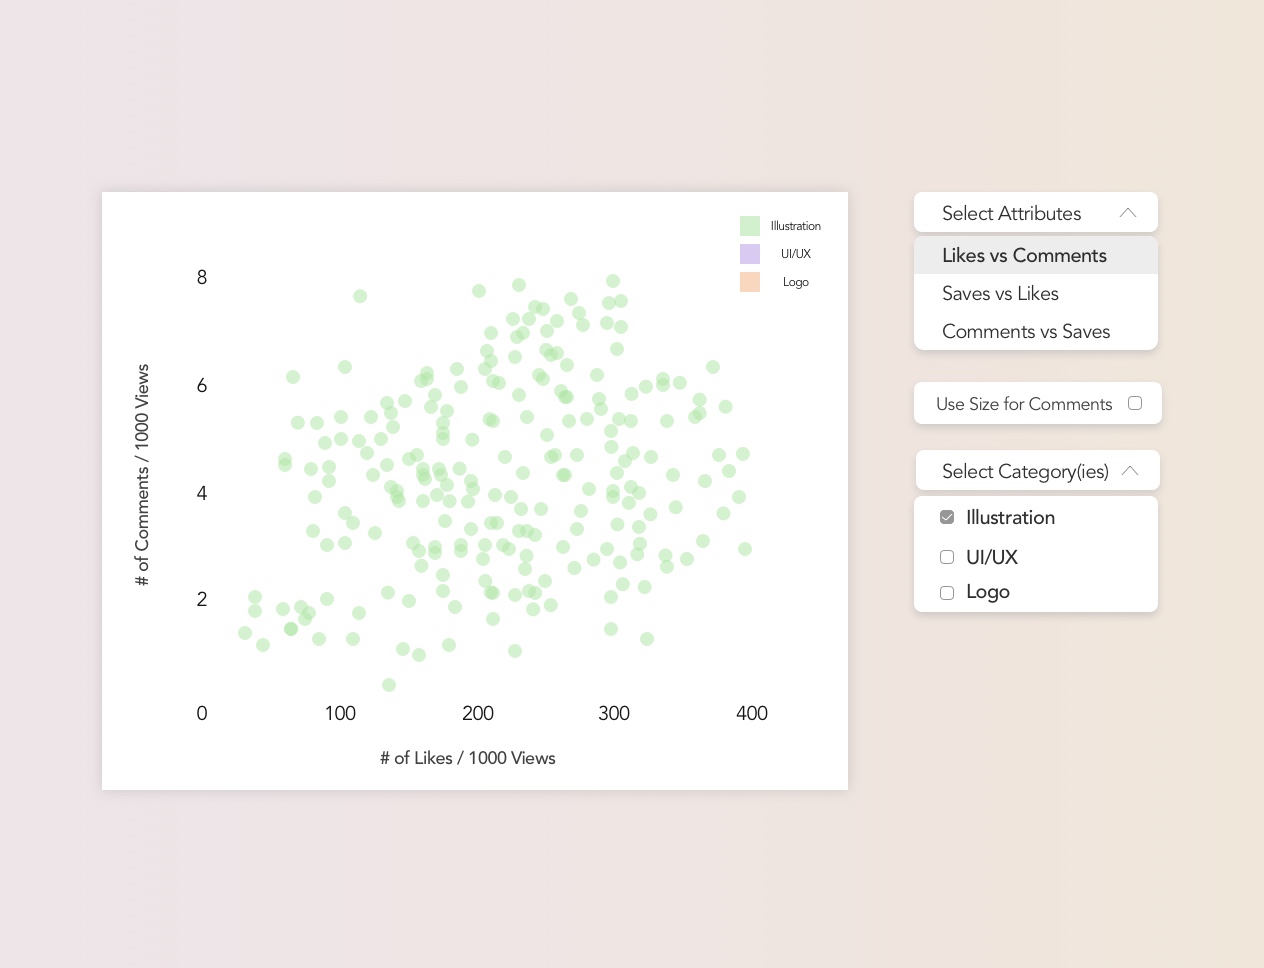 Illustration
UI/UX
Logo
8
6
4
2
0
100
200
300
400
# of Comments / 1000 Views
# of Likes / 1000 Views
Select Attributes
Likes vs Comments
Saves vs Likes
Comments vs Saves
Use Size for Comments
Select Category(ies)
Illustration
UI/UX
Logo